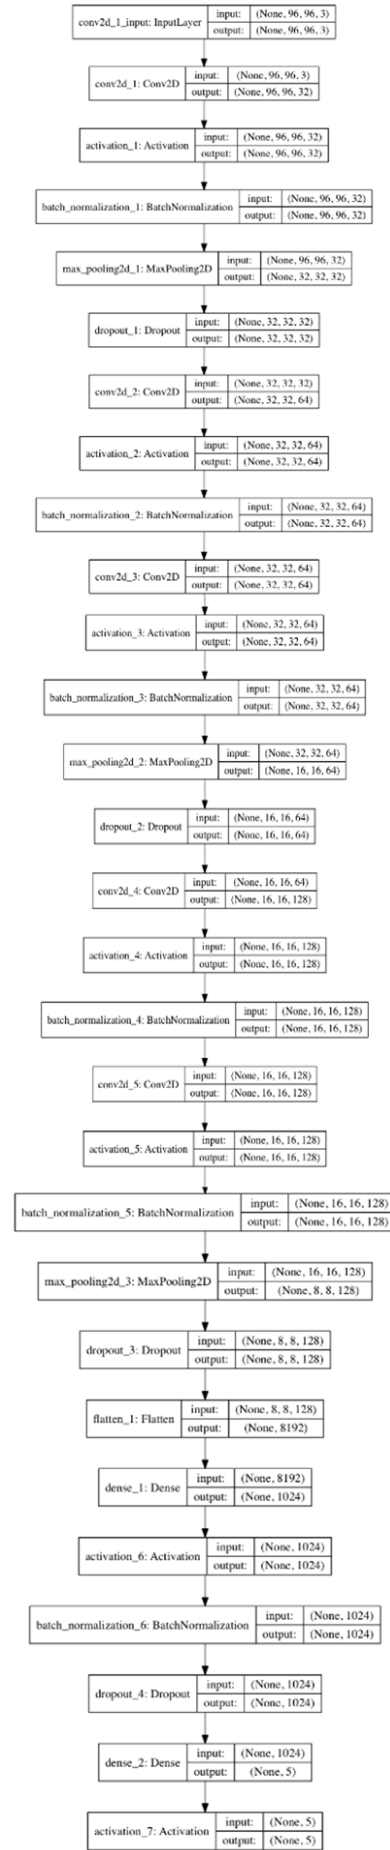 conv2d_1_input: InputLayer input: (None, 96, 96, 3)
output: (None, 96, 96, 3)
conv2d_1: Conv2D input: (None, 96, 96, 3)
output: (None, 96, 96, 32)
activation_1: Activation input: (None, 96, 96, 32)
output: (None, 96, 96, 32)
batch_normalization_1: BatchNormalization input: (None, 96, 96, 32)
output: (None, 96, 96, 32)
max_pooling2d_1: MaxPooling2D input: (None, 96, 96, 32)
output: (None, 32, 32, 32)
dropout_1: Dropout input: (None, 32, 32, 32)
output: (None, 32, 32, 32)
conv2d_2: Conv2D input: (None, 32, 32, 32)
output: (None, 32, 32, 64)
activation_2: Activation input: (None, 32, 32, 64)
output: (None, 32, 32, 64)
batch_normalization_2: BatchNormalization input: (None, 32, 32, 64)
output: (None, 32, 32, 64)
conv2d_3: Conv2D input: (None, 32, 32, 64)
output: (None, 32, 32, 64)
activation_3: Activation input: (None, 32, 32, 64)
output: (None, 32, 32, 64)
batch_normalization_3: BatchNormalization input: (None, 32, 32, 64)
output: (None, 32, 32, 64)
max_pooling2d_2: MaxPooling2D input: (None, 32, 32, 64)
output: (None, 16, 16, 64)
dropout_2: Dropout input: (None, 16, 16, 64)
output: (None, 16, 16, 64)
conv2d_4: Conv2D input: (None, 16, 16, 64)
output: (None, 16, 16, 128)
activation_4: Activation input: (None, 16, 16, 128)
output: (None, 16, 16, 128)
batch_normalization_4: BatchNormalization input: (None, 16, 16, 128)
output: (None, 16, 16, 128)
conv2d_5: Conv2D input: (None, 16, 16, 128)
output: (None, 16, 16, 128)
activation_5: Activation input: (None, 16, 16, 128)
output: (None, 16, 16, 128)
batch_normalization_5: BatchNormalization input: (None, 16, 16, 128)
output: (None, 16, 16, 128)
max_pooling2d_3: MaxPooling2D input: (None, 16, 16, 128)
output: (None, 8, 8, 128)
dropout_3: Dropout input: (None, 8, 8, 128)
output: (None, 8, 8, 128)
flatten_1: Flatten input: (None, 8, 8, 128)
output: (None, 8192)
dense_1: Dense input: (None, 8192)
output: (None, 1024)
activation_6: Activation input: (None, 1024)
output: (None, 1024)
batch_normalization_6: BatchNormalization input: (None, 1024)
output: (None, 1024)
dropout_4: Dropout input: (None, 1024)
output: (None, 1024)
dense_2: Dense input: (None, 1024)
output: (None, 5)
activation_7: Activation input: (None, 5)
output: (None, 5)